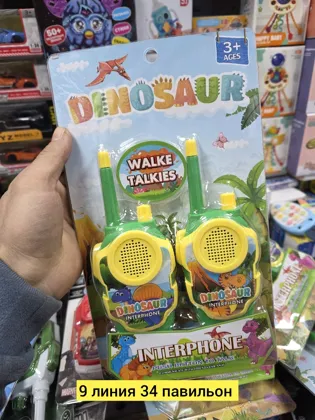 3+
AGES
DINOSAUR
WALKE
TALKIES
DINOSAUR
INTERPHONE
DINOSAUR
INTERPHONE
INTERPHONE
9 линия 34 павильон